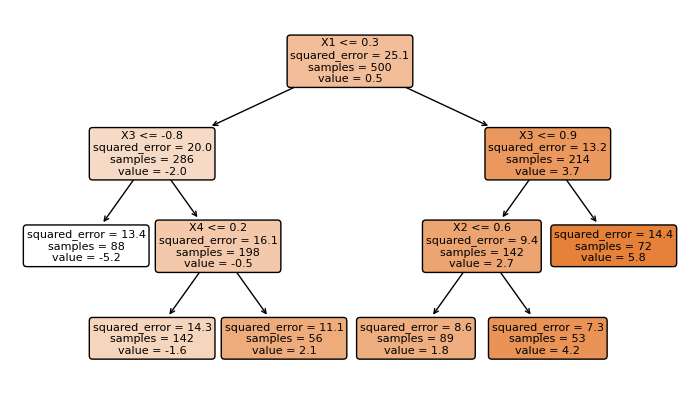 X1 <= 0.3
squared_error = 25.1
samples = 500
value = 0.5
X3 <= -0.8
squared_error = 20.0
samples = 286
value = -2.0
X3 <= 0.9
squared_error = 13.2
samples = 214
value = 3.7
squared_error = 13.4
samples = 88
value = -5.2
X4 <= 0.2
squared_error = 16.1
samples = 198
value = -0.5
X2 <= 0.6
squared_error = 9.4
samples = 142
value = 2.7
squared_error = 14.4
samples = 72
value = 5.8
squared_error = 14.3
samples = 142
value = -1.6
squared_error = 11.1
samples = 56
value = 2.1
squared_error = 8.6
samples = 89
value = 1.8
squared_error = 7.3
samples = 53
value = 4.2